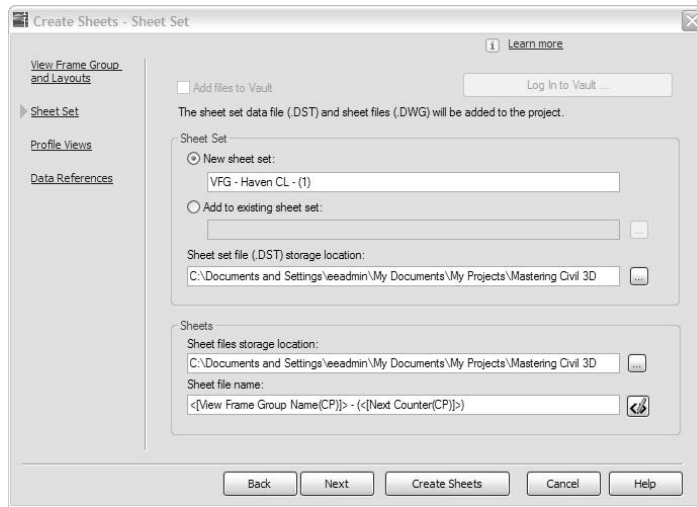 Create Sheets - Sheet Set
Learn more
View Frame Group
and Layouts
Sheet Set
Profile Views
Data References
Add files to Vault
Log In to Vault ...
The sheet set data file (.DST) and sheet files (.DWG) will be added to the project.
Sheet Set
New sheet set:
VFG - Haven CL - (1)
Add to existing sheet set:
...
Sheet set file (.DST) storage location:
C:\Documents and Settings\eeadmin\My Documents\My Projects\Mastering Civil 3D
...
Sheets
Sheet files storage location:
C:\Documents and Settings\eeadmin\My Documents\My Projects\Mastering Civil 3D
...
Sheet file name:
<[View Frame Group Name(CP)]> - (<[Next Counter(CP)]>)
Back
Next
Create Sheets
Cancel
Help